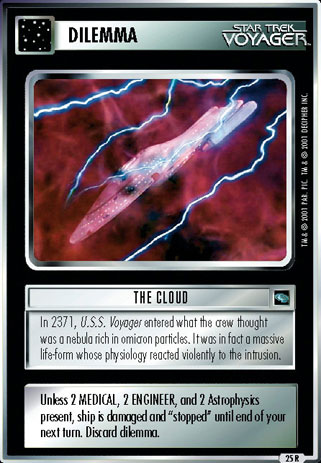 DILEMMA
STAR TREK
VOYAGER™
TM & © 2001 PAR. PIC. TM & © 2001 DECIPHER INC.
THE CLOUD
In 2371, U.S.S. Voyager entered what the crew thought
was a nebula rich in omicron particles. It was in fact a massive
life-form whose physiology reacted violently to the intrusion.
Unless 2 MEDICAL, 2 ENGINEER, and 2 Astrophysics
present, ship is damaged and “stopped” until end of your
next turn. Discard dilemma.
25 R